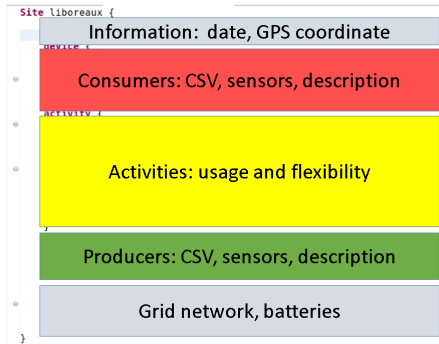 Site liboreaux {
Information: date, GPS coordinate
device {
Consumers: CSV, sensors, description
activity {
Activities: usage and flexibility
}
Producers: CSV, sensors, description
Grid network, batteries
}